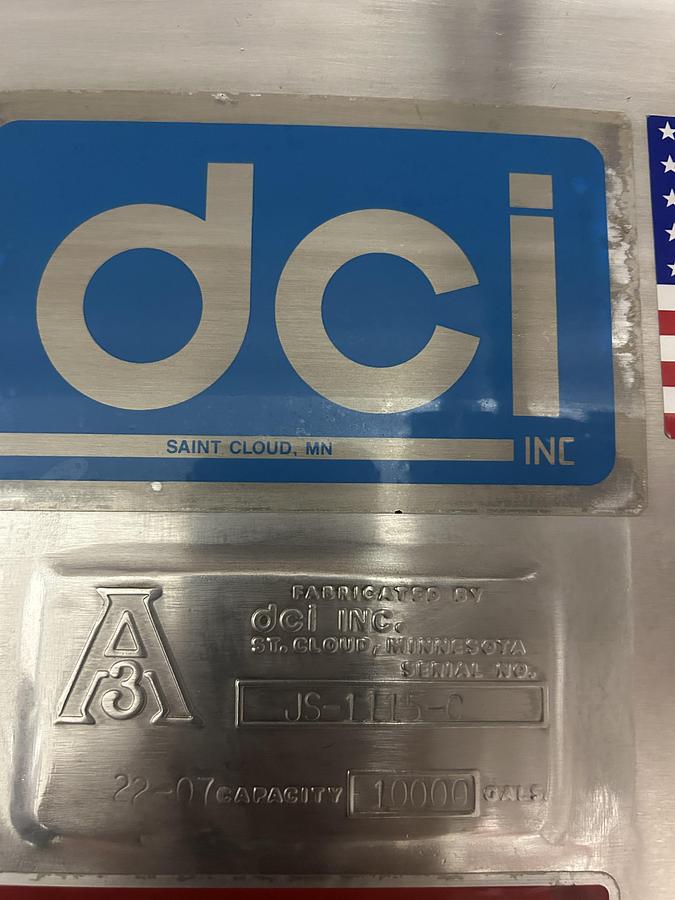 dci
SAINT CLOUD, MN INC
A
3
FABRICATED BY
dci INC.
ST. CLOUD, MINNESOTA
SERIAL NO.
JS-1115-C
22-07 CAPACITY 10000 GALS.